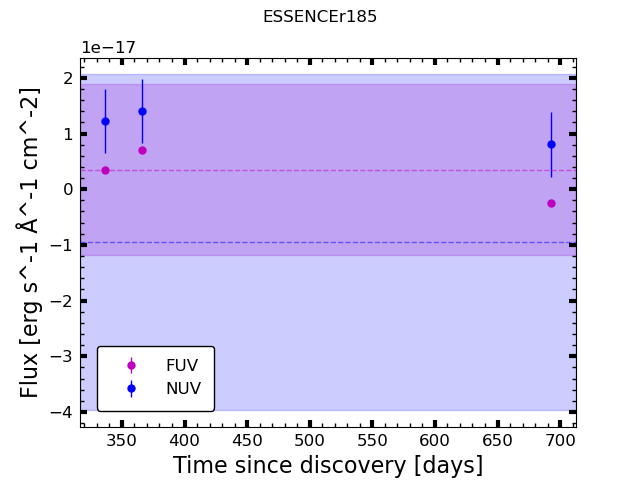 ESSENCEr185
1e−17
2
1
0
−1
−2
−3
−4
Flux [erg s^-1 Å^-1 cm^-2]
FUV
NUV
350 400 450 500 550 600 650 700
Time since discovery [days]